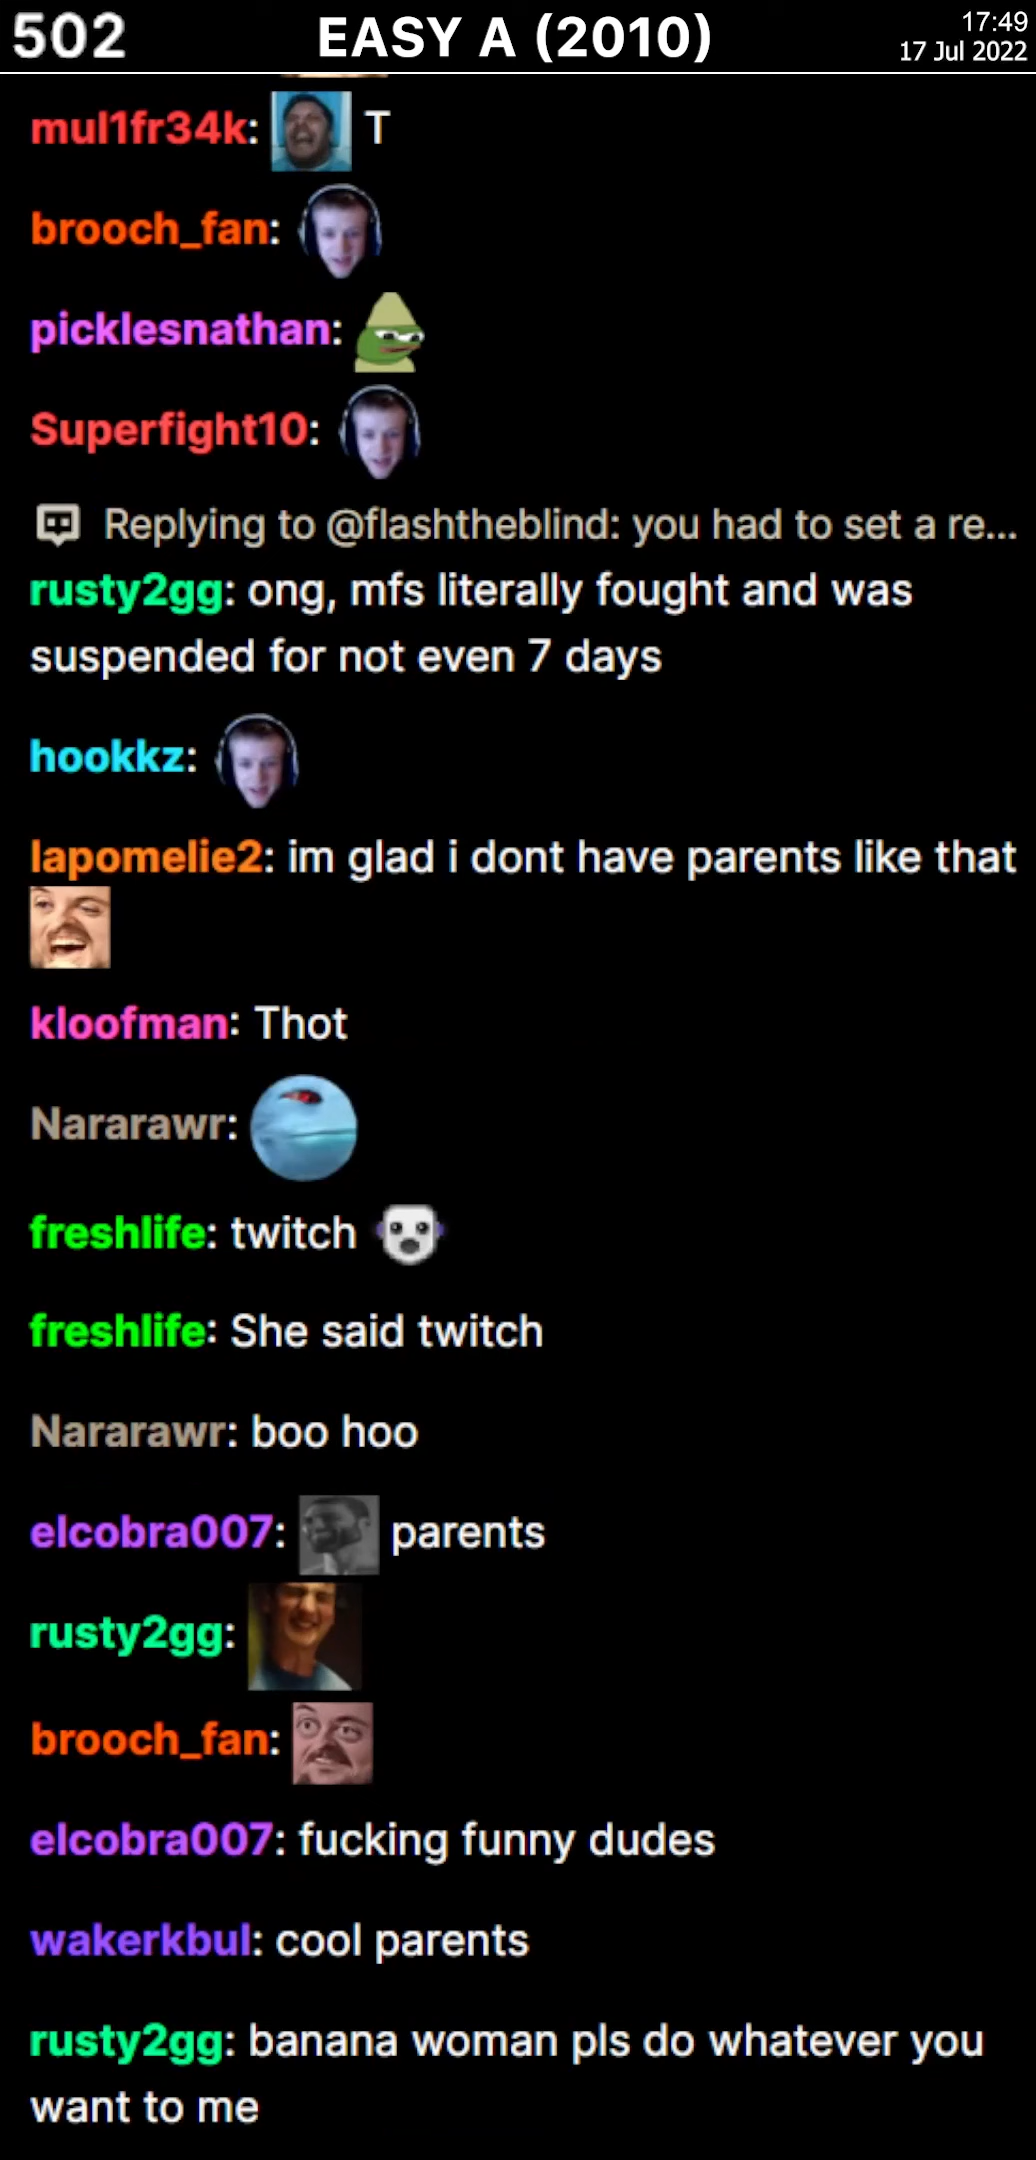 502
EASY A (2010)
17:49
17 Jul 2022
mul1fr34k: T
brooch_fan:
picklesnathan:
Superfight10:
Replying to @flashtheblind: you had to set a re...
rusty2gg: ong, mfs literally fought and was
suspended for not even 7 days
hookkz:
lapomelie2: im glad i dont have parents like that
kloofman: Thot
Nararawr:
freshlife: twitch
freshlife: She said twitch
Nararawr: boo hoo
elcobra007: parents
rusty2gg:
brooch_fan:
elcobra007: fucking funny dudes
wakerkbul: cool parents
rusty2gg: banana woman pls do whatever you
want to me